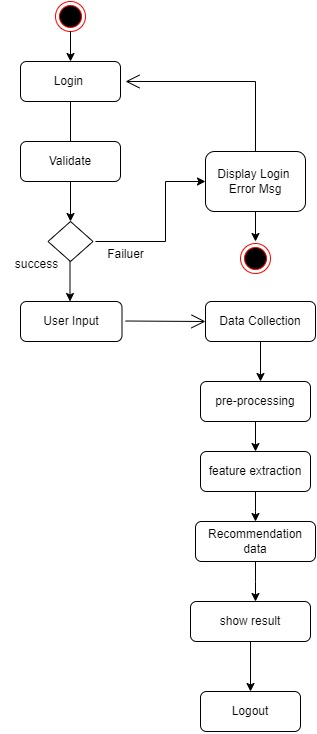 Login
Validate
Display Login
Error Msg
Failuer
success
User Input
Data Collection
pre-processing
feature extraction
Recommendation
data
show result
Logout